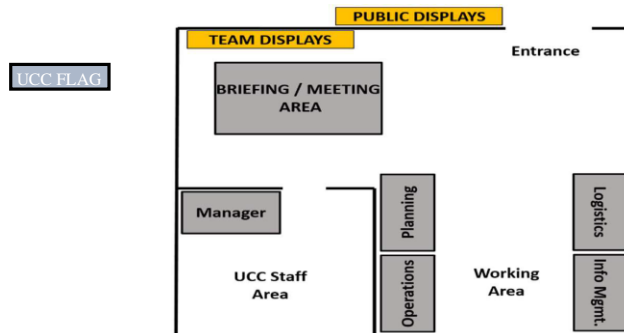 PUBLIC DISPLAYS
TEAM DISPLAYS
Entrance
UCC FLAG
BRIEFING / MEETING
AREA
Manager
Planning
Logistics
UCC Staff
Area
Operations
Working
Area
Info Mgmt.